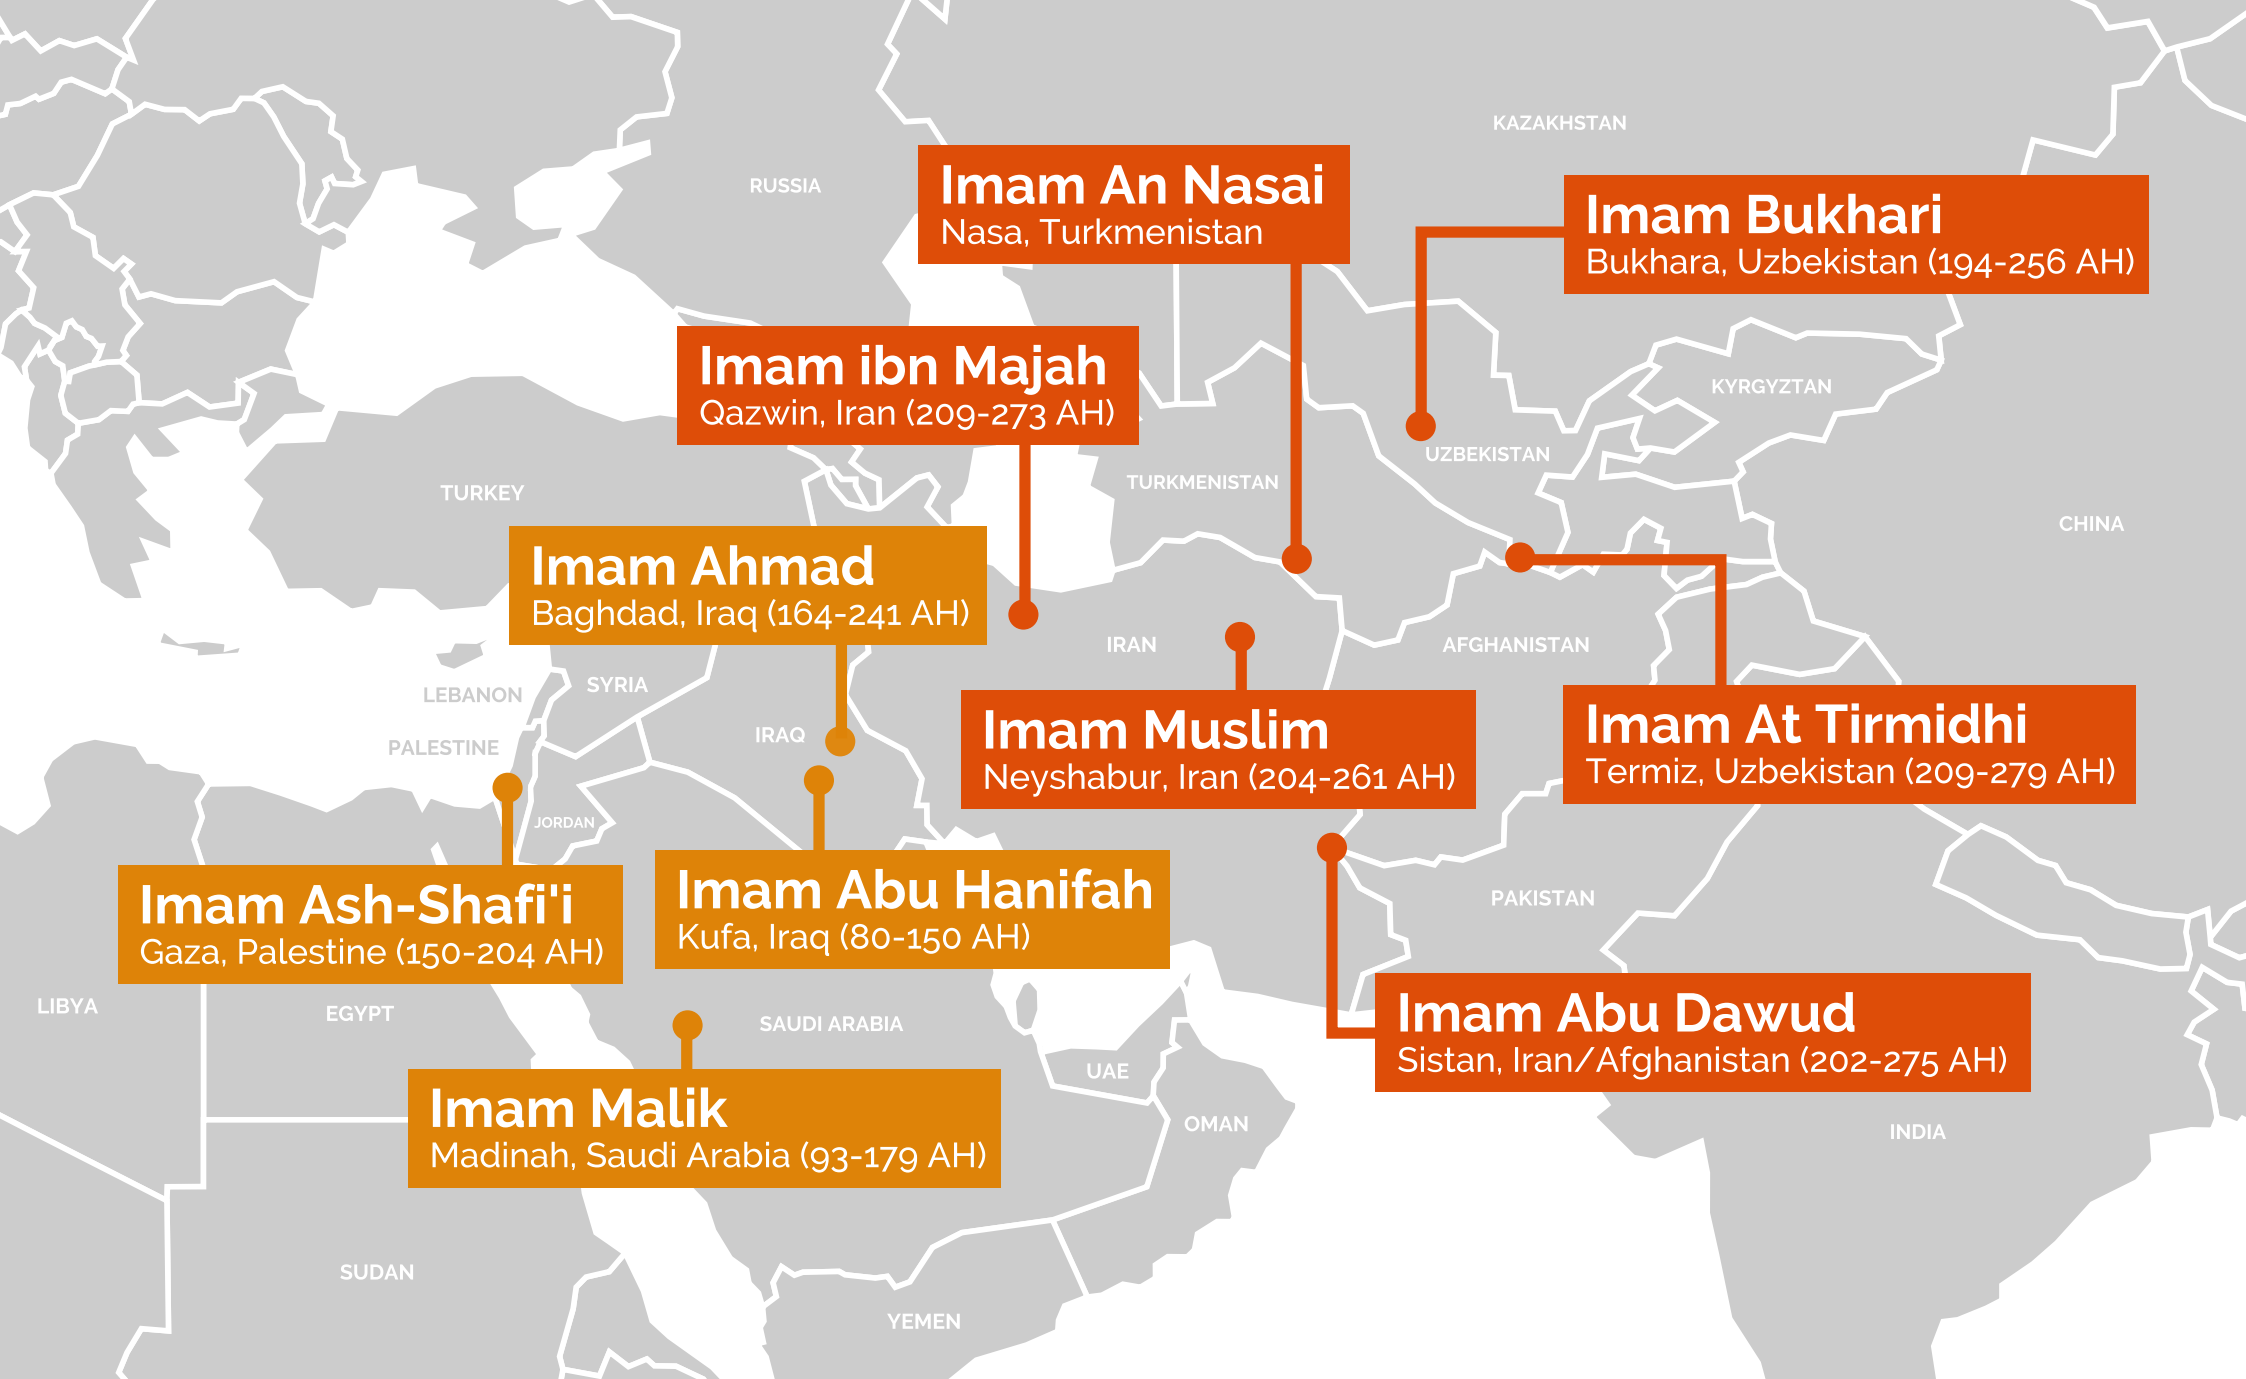 KAZAKHSTAN
RUSSIA
Imam An Nasai
Nasa, Turkmenistan
Imam Bukhari
Bukhara, Uzbekistan (194-256 AH)
Imam ibn Majah
Qazwin, Iran (209-273 AH)
KYRGYZTAN
UZBEKISTAN
TURKMENISTAN
TURKEY
CHINA
Imam Ahmad
Baghdad, Iraq (164-241 AH)
IRAN
AFGHANISTAN
SYRIA
LEBANON
IRAQ
PALESTINE
Imam Muslim
Neyshabur, Iran (204-261 AH)
Imam At Tirmidhi
Termiz, Uzbekistan (209-279 AH)
JORDAN
Imam Ash-Shafi'i
Gaza, Palestine (150-204 AH)
Imam Abu Hanifah
Kufa, Iraq (80-150 AH)
PAKISTAN
LIBYA
EGYPT
SAUDI ARABIA
Imam Abu Dawud
Sistan, Iran/Afghanistan (202-275 AH)
UAE
Imam Malik
Madinah, Saudi Arabia (93-179 AH)
OMAN
INDIA
SUDAN
YEMEN